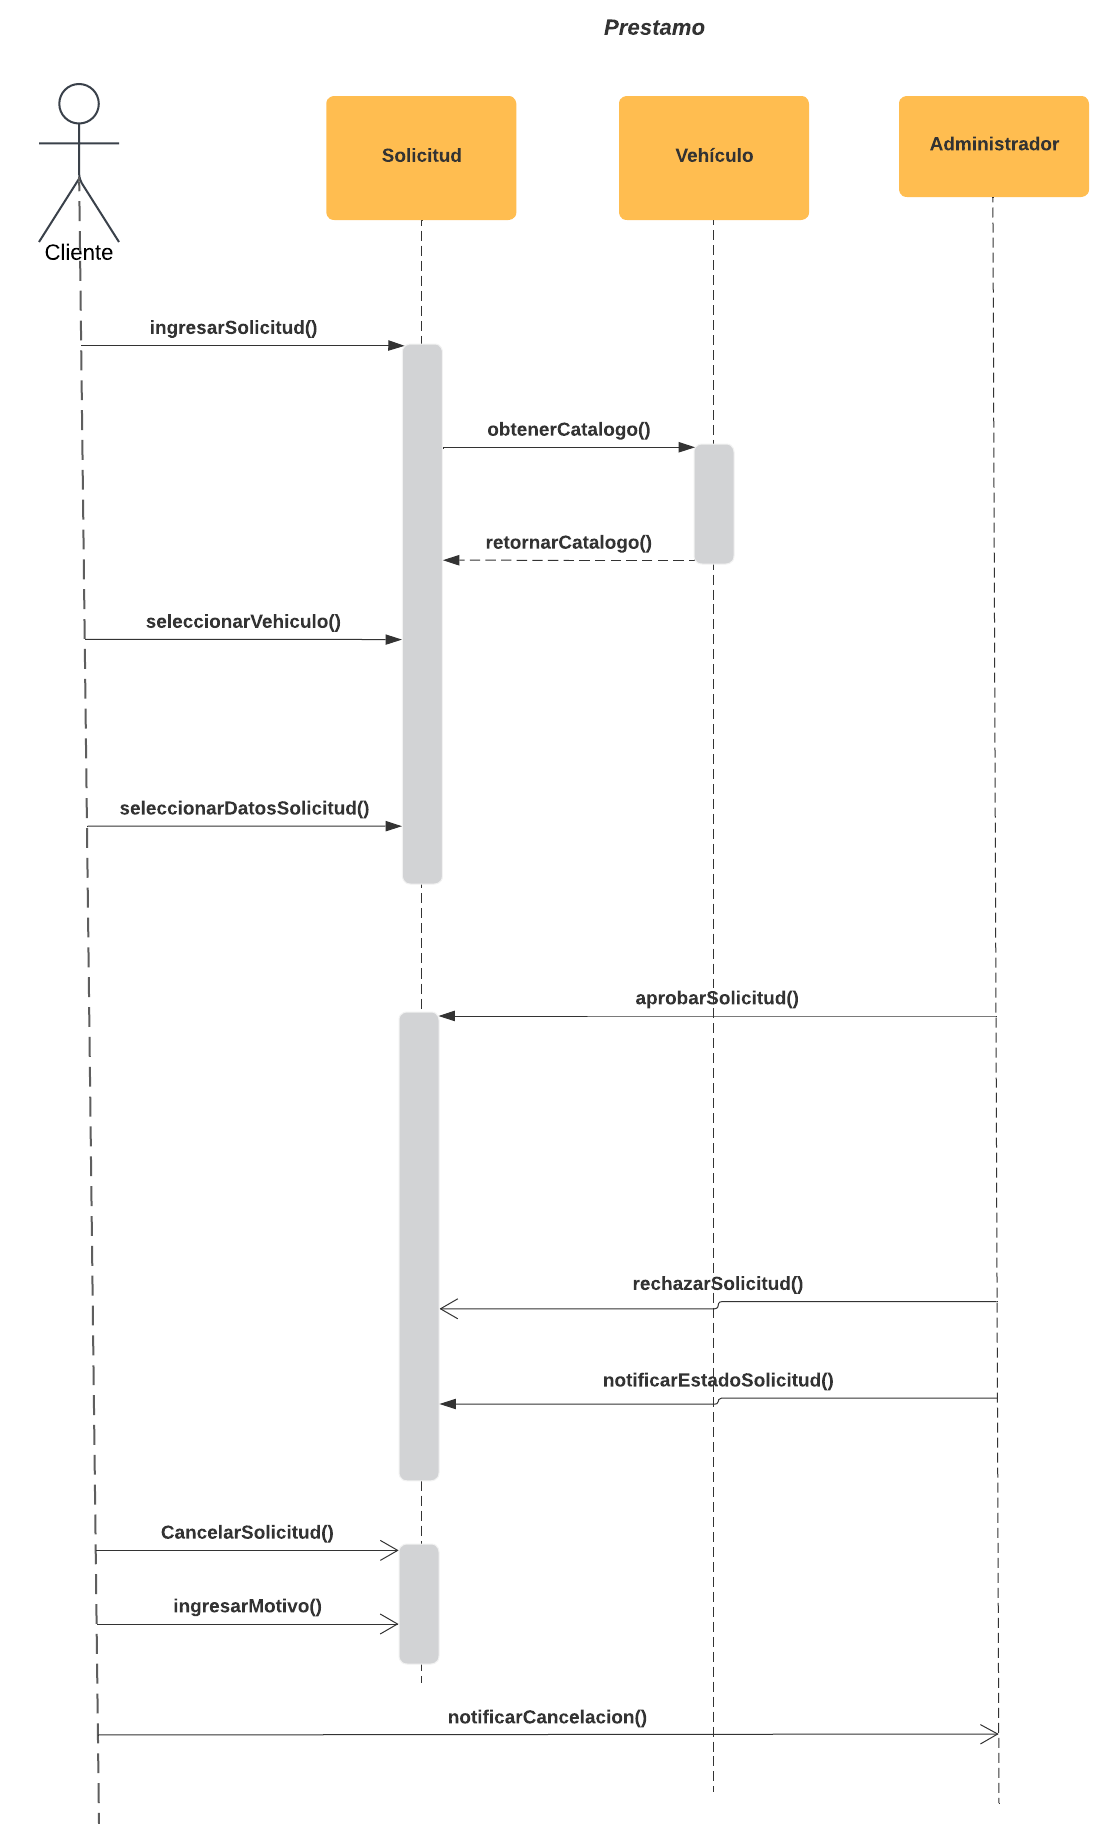 Prestamo
Cliente
Solicitud
Vehículo
Administrador
ingresarSolicitud()
obtenerCatalogo()
retornarCatalogo()
seleccionarVehiculo()
seleccionarDatosSolicitud()
aprobarSolicitud()
rechazarSolicitud()
notificarEstadoSolicitud()
CancelarSolicitud()
ingresarMotivo()
notificarCancelacion()